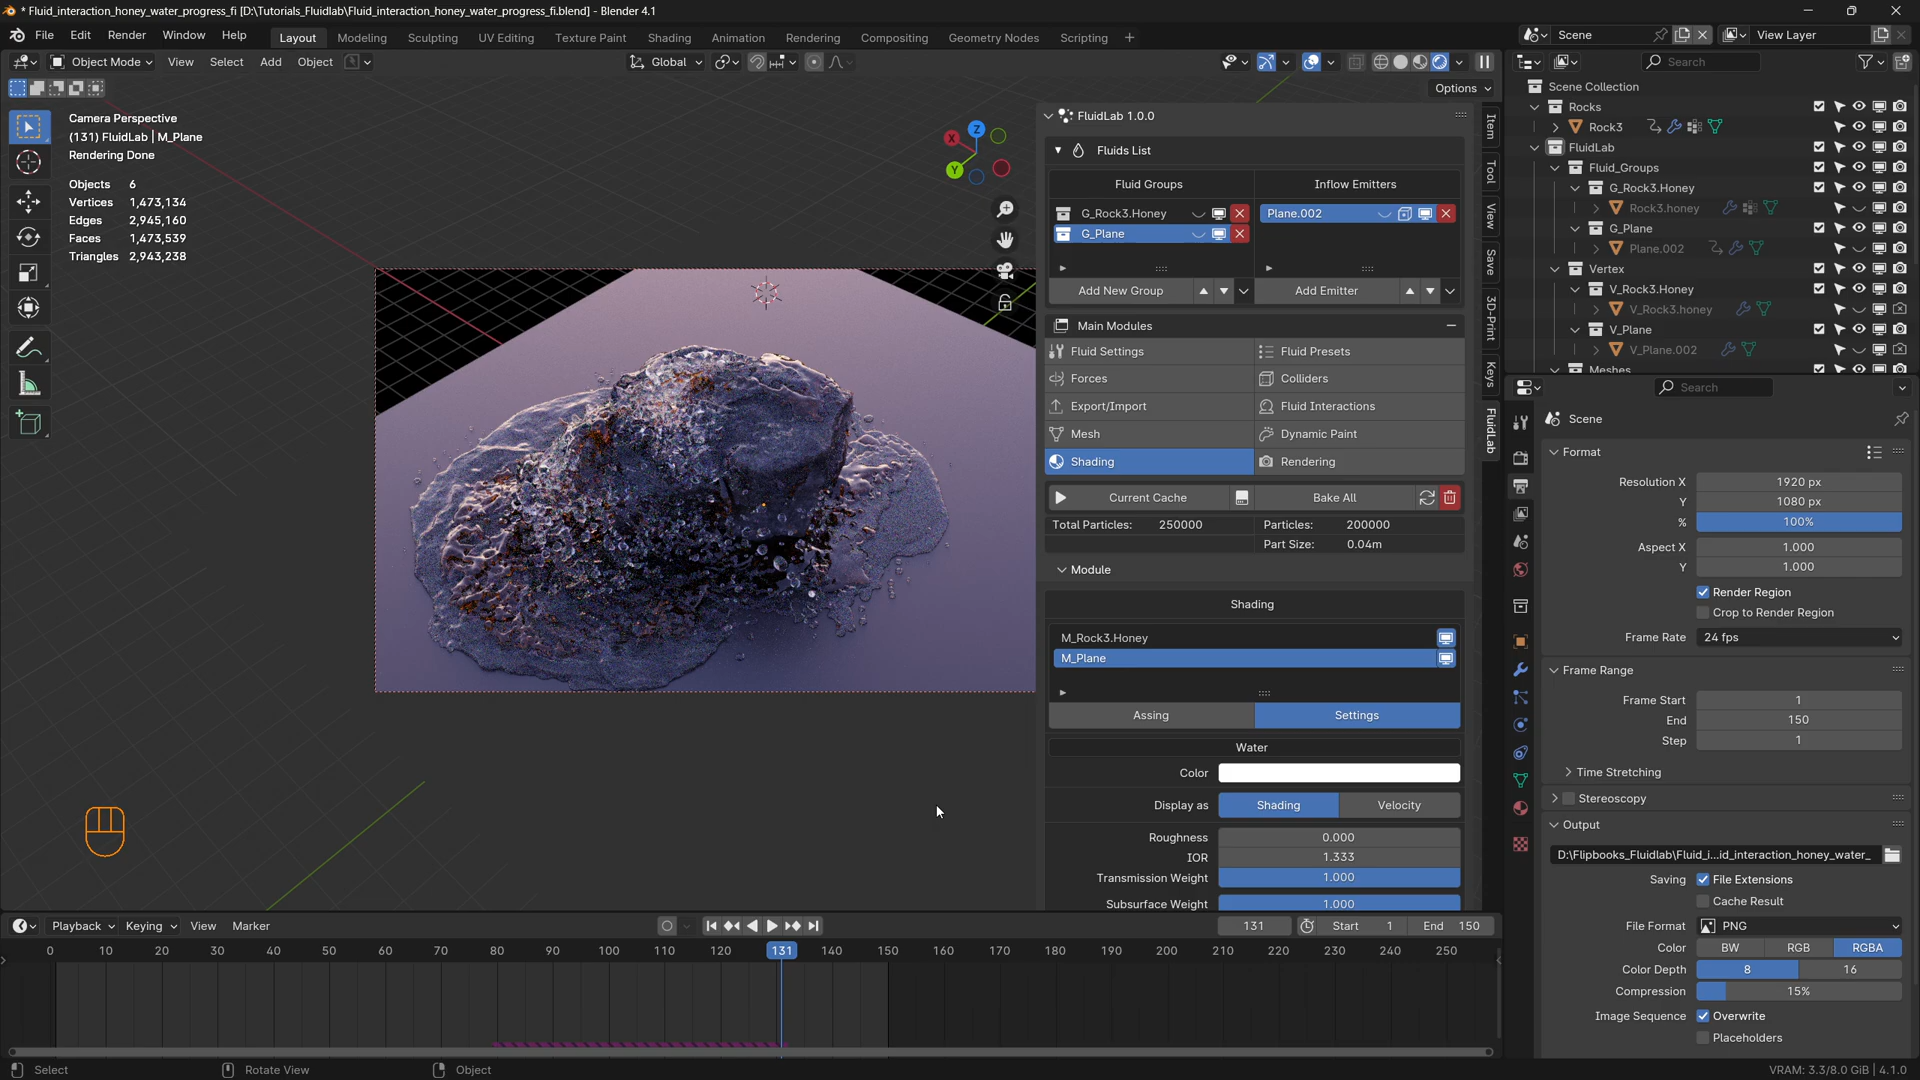 * Fluid_interaction_honey_water_progress_fi [D:\Tutorials_Fluidlab\Fluid_interaction_honey_water_progress_fi.blend] - Blender 4.1
File Edit Render Window Help Layout Modeling Sculpting UV Editing Texture Paint Shading Animation Rendering Compositing Geometry Nodes Scripting + Scene View Layer
Object Mode View Select Add Object Global Search
Options
Camera Perspective
(131) FluidLab | M_Plane
Rendering Done
Objects 6
Vertices 1,473,134
Edges 2,945,160
Faces 1,473,539
Triangles 2,943,238
X Y Z
FluidLab 1.0.0
Fluids List
Fluid Groups Inflow Emitters
G_Rock3.Honey Plane.002
G_Plane
Add New Group Add Emitter
Main Modules
Fluid Settings Fluid Presets
Forces Colliders
Export/Import Fluid Interactions
Mesh Dynamic Paint
Shading Rendering
Current Cache Bake All
Total Particles: 250000 Particles: 200000
Part Size: 0.04m
Module
Shading
M_Rock3.Honey
M_Plane
Assing Settings
Water
Color
Display as Shading Velocity
Roughness 0.000
IOR 1.333
Transmission Weight 1.000
Subsurface Weight 1.000
Item
Tool
View
Save
3D-Print
Keys
FluidLab
Scene Collection
Rocks
Rock3
FluidLab
Fluid_Groups
G_Rock3.Honey
Rock3.honey
G_Plane
Plane.002
Vertex
V_Rock3.Honey
V_Rock3.honey
V_Plane
V_Plane.002
Meshes
Search
Scene
Format
Resolution X 1920 px
Y 1080 px
% 100%
Aspect X 1.000
Y 1.000
Render Region
Crop to Render Region
Frame Rate 24 fps
Frame Range
Frame Start 1
End 150
Step 1
Time Stretching
Stereoscopy
Output
D:\Flipbooks_Fluidlab\Fluid_i...id_interaction_honey_water_
Saving File Extensions
Cache Result
File Format PNG
Color BW RGB RGBA
Color Depth 8 16
Compression 15%
Image Sequence Overwrite
Placeholders
Playback Keying View Marker 131 Start 1 End 150
0 10 20 30 40 50 60 70 80 90 100 110 120 131 140 150 160 170 180 190 200 210 220 230 240 250
Select Rotate View Object VRAM: 3.3/8.0 GiB | 4.1.0